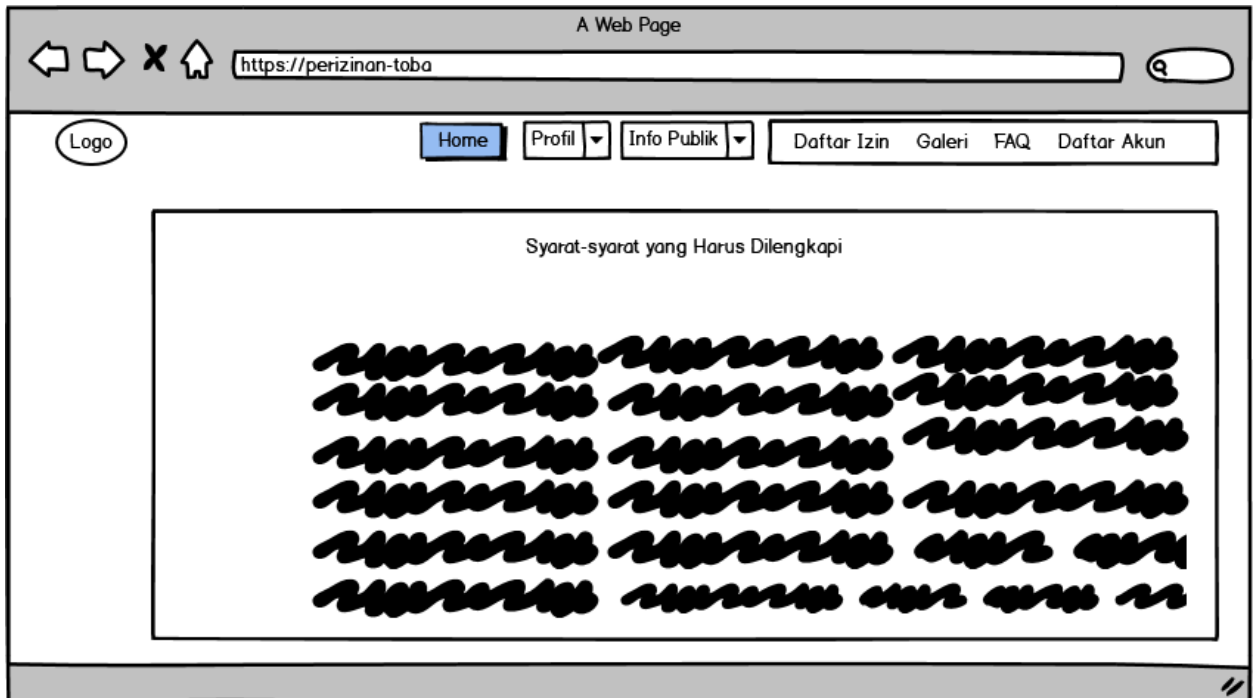 A Web Page
https://perizinan-toba
Logo
Home Profil Info Publik Daftar Izin Galeri FAQ Daftar Akun
Syarat-syarat yang Harus Dilengkapi